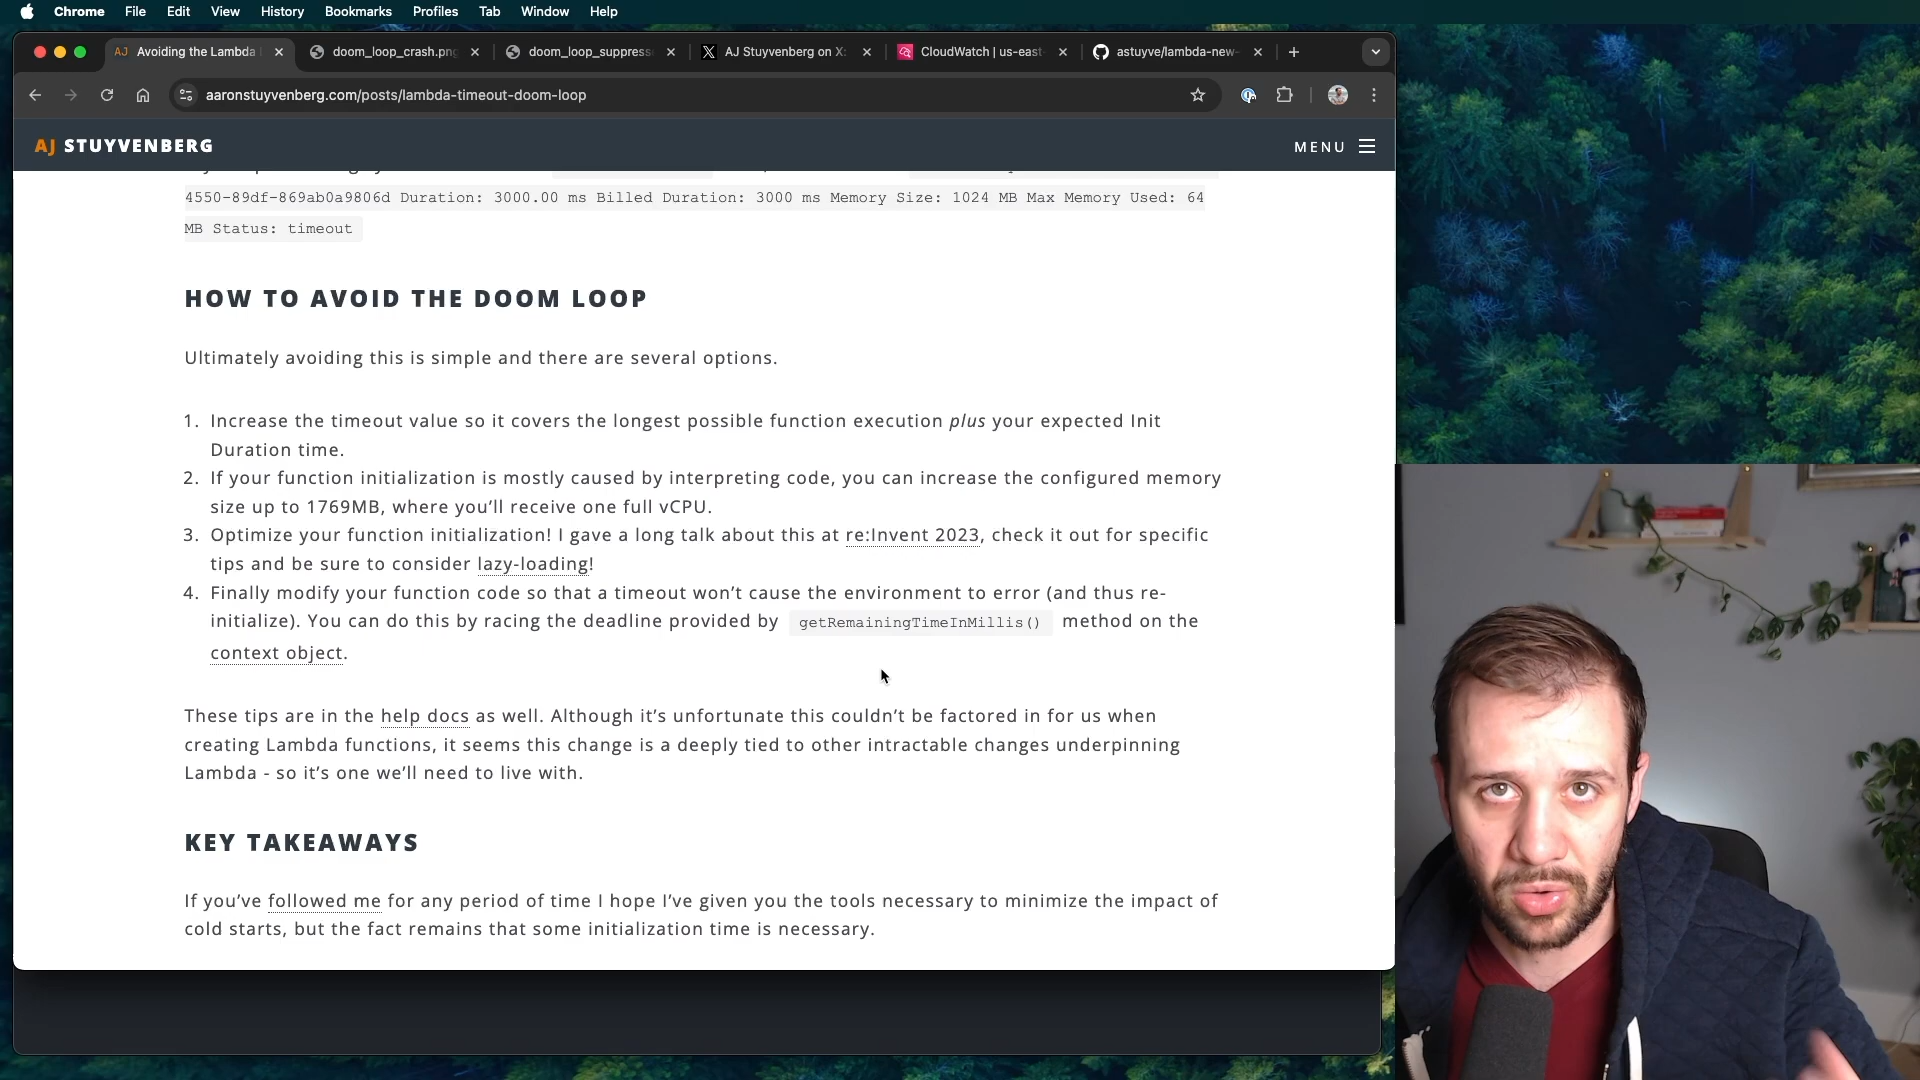 Chrome File Edit View History Bookmarks Profiles Tab Window Help
AJ Avoiding the Lambda
doom_loop_crash.png
doom_loop_suppress
AJ Stuyvenberg on X:
CloudWatch | us-east-
astuyve/lambda-new-
aaronstuyvenberg.com/posts/lambda-timeout-doom-loop
AJ STUYVENBERG
MENU
4550-89df-869ab0a9806d Duration: 3000.00 ms Billed Duration: 3000 ms Memory Size: 1024 MB Max Memory Used: 64
MB Status: timeout
HOW TO AVOID THE DOOM LOOP
Ultimately avoiding this is simple and there are several options.
1. Increase the timeout value so it covers the longest possible function execution plus your expected Init
Duration time.
2. If your function initialization is mostly caused by interpreting code, you can increase the configured memory
size up to 1769MB, where you’ll receive one full vCPU.
3. Optimize your function initialization! I gave a long talk about this at re:Invent 2023, check it out for specific
tips and be sure to consider lazy-loading!
4. Finally modify your function code so that a timeout won’t cause the environment to error (and thus re-
initialize). You can do this by racing the deadline provided by getRemainingTimeInMillis() method on the
context object.
These tips are in the help docs as well. Although it’s unfortunate this couldn’t be factored in for us when
creating Lambda functions, it seems this change is a deeply tied to other intractable changes underpinning
Lambda - so it’s one we’ll need to live with.
KEY TAKEAWAYS
If you’ve followed me for any period of time I hope I’ve given you the tools necessary to minimize the impact of
cold starts, but the fact remains that some initialization time is necessary.